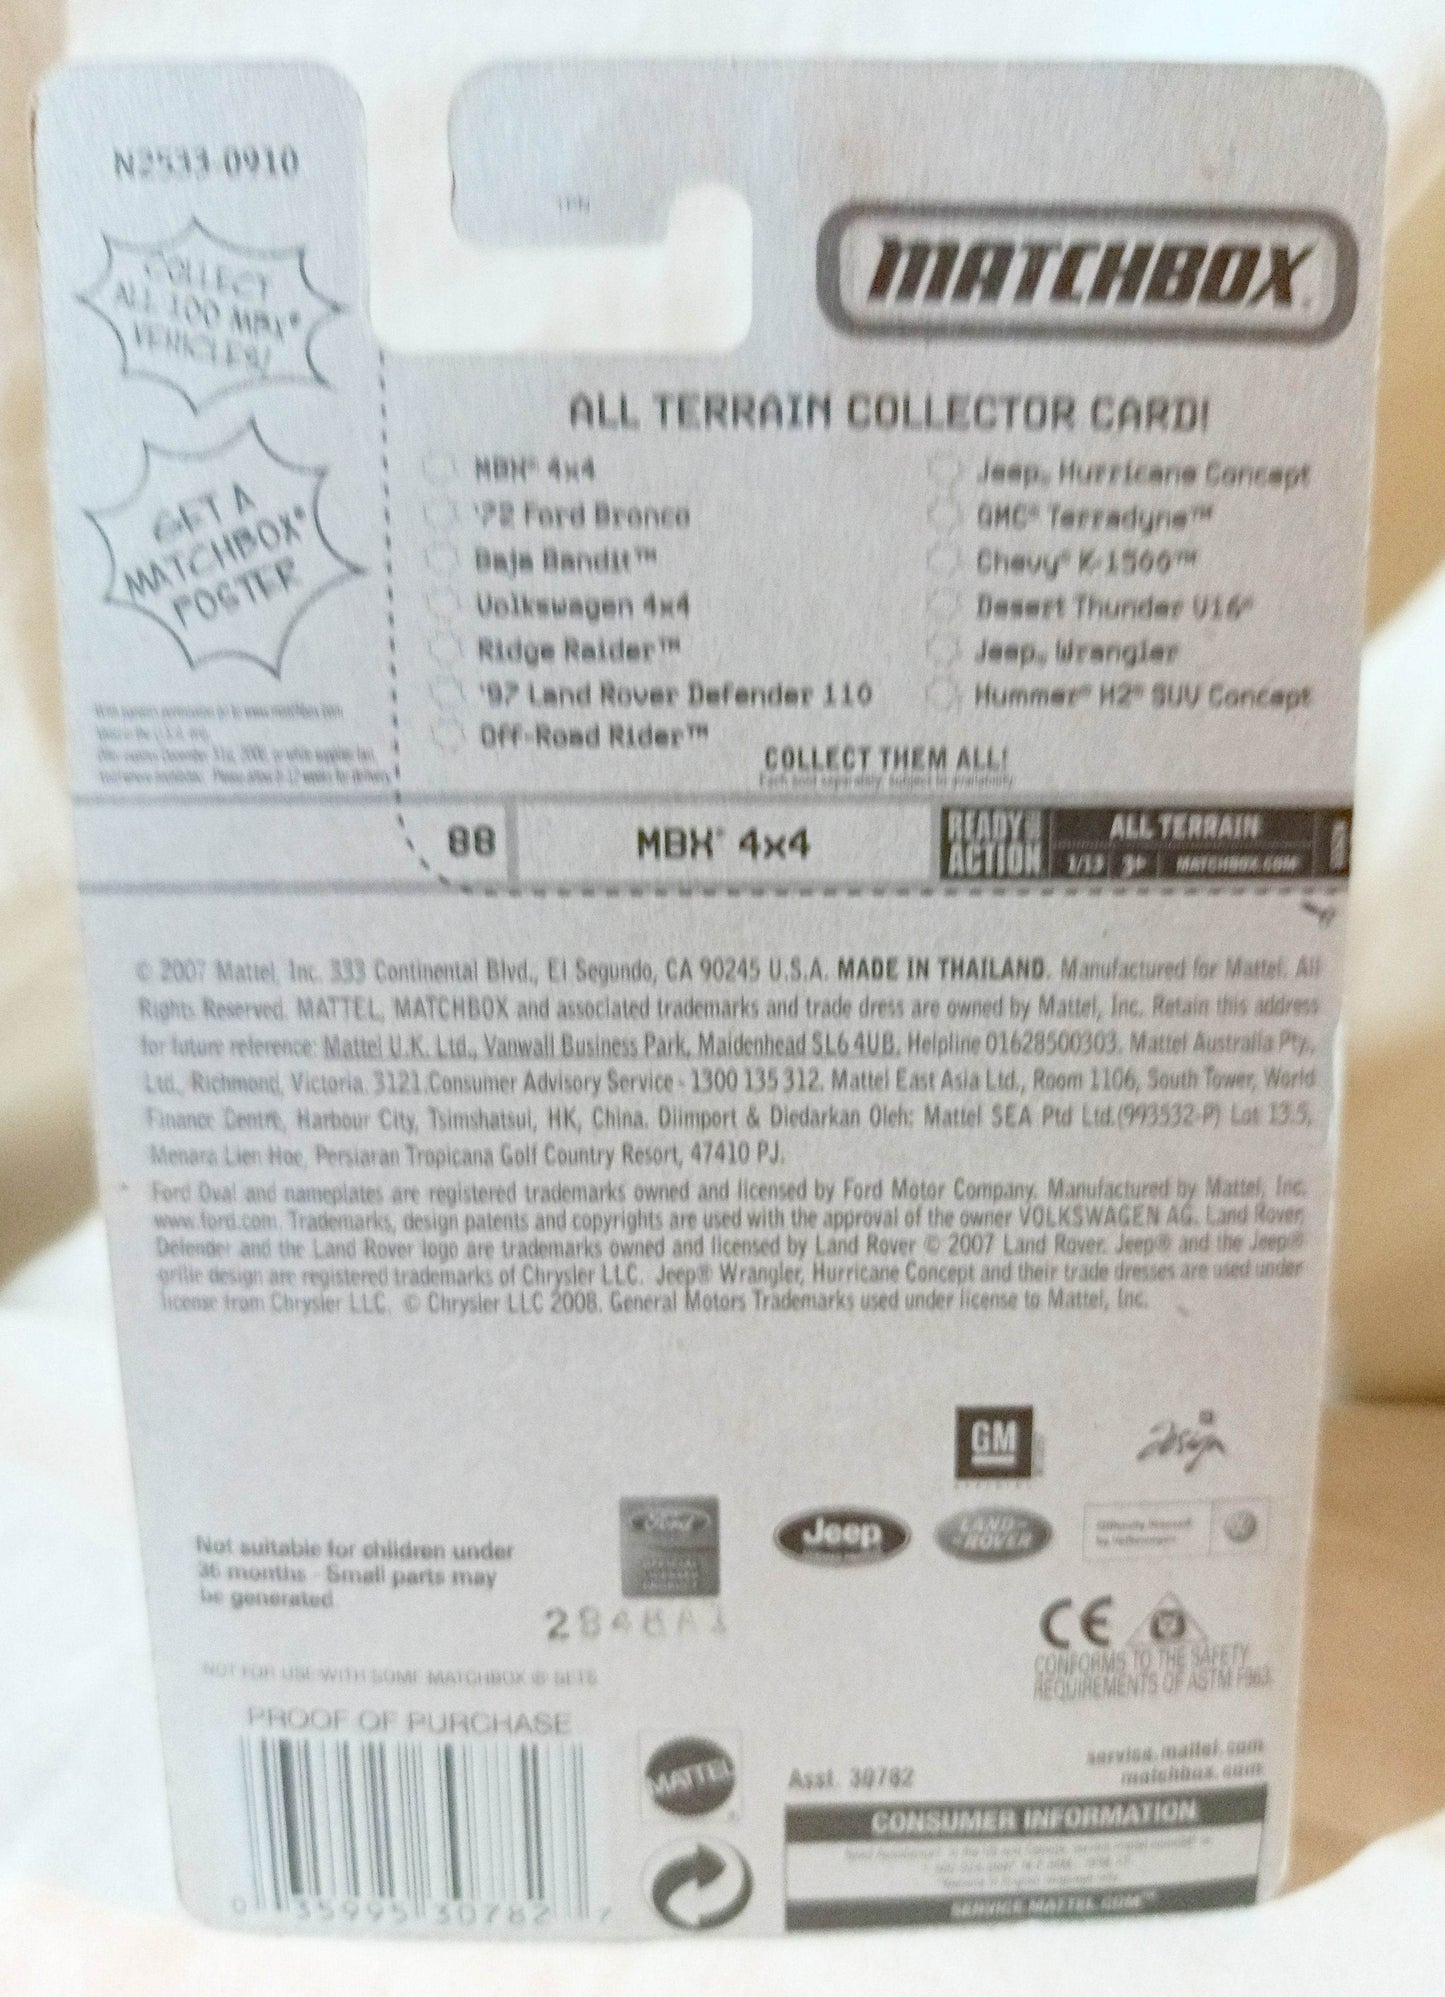 N2533-0910
COLLECT
ALL 100 MBX®
VEHICLES!
GET A
MATCHBOX®
POSTER
MATCHBOX
ALL TERRAIN COLLECTOR CARD!
MBX® 4x4
'72 Ford Bronco
Baja Bandit™
Volkswagen 4x4
Ridge Raider™
'97 Land Rover Defender 110
Off-Road Rider™
Jeep® Hurricane Concept
GMC® Terradyne™
Chevy® K-1500™
Desert Thunder V16®
Jeep® Wrangler
Hummer® H2® SUV Concept
COLLECT THEM ALL!
Each sold separately, subject to availability.
88
MBX® 4x4
READY
ACTION
ALL TERRAIN
1/13 3+ MATCHBOX.COM
© 2007 Mattel, Inc. 333 Continental Blvd., El Segundo, CA 90245 U.S.A. MADE IN THAILAND. Manufactured for Mattel. All
Rights Reserved. MATTEL, MATCHBOX and associated trademarks and trade dress are owned by Mattel, Inc. Retain this address
for future reference: Mattel U.K. Ltd., Vanwall Business Park, Maidenhead SL6 4UB. Helpline 01628500303. Mattel Australia Pty.,
Ltd., Richmond, Victoria. 3121.Consumer Advisory Service - 1300 135 312. Mattel East Asia Ltd., Room 1106, South Tower, World
Finance Centre, Harbour City, Tsimshatsui, HK, China. Diimport & Diedarkan Oleh: Mattel SEA Ptd Ltd.(993532-P) Lot 13.5,
Menara Lien Hoe, Persiaran Tropicana Golf Country Resort, 47410 PJ.
Ford Oval and nameplates are registered trademarks owned and licensed by Ford Motor Company. Manufactured by Mattel, Inc.
www.ford.com. Trademarks, design patents and copyrights are used with the approval of the owner VOLKSWAGEN AG. Land Rover,
Defender and the Land Rover logo are trademarks owned and licensed by Land Rover © 2007 Land Rover. Jeep® and the Jeep®
grille design are registered trademarks of Chrysler LLC. Jeep® Wrangler, Hurricane Concept and their trade dresses are used under
license from Chrysler LLC. © Chrysler LLC 2008. General Motors Trademarks used under license to Mattel, Inc.
GM
design
Ford
Jeep
LAND-
ROVER
Not suitable for children under
36 months - Small parts may
be generated.
CE
CONFORMS TO THE SAFETY
REQUIREMENTS OF ASTM F963.
NOT FOR USE WITH SOME MATCHBOX ® SETS
PROOF OF PURCHASE
0 35995 30782 7
MATTEL
Asst. 30782
service.mattel.com
matchbox.com
CONSUMER INFORMATION
SERVICE.MATTEL.COM™